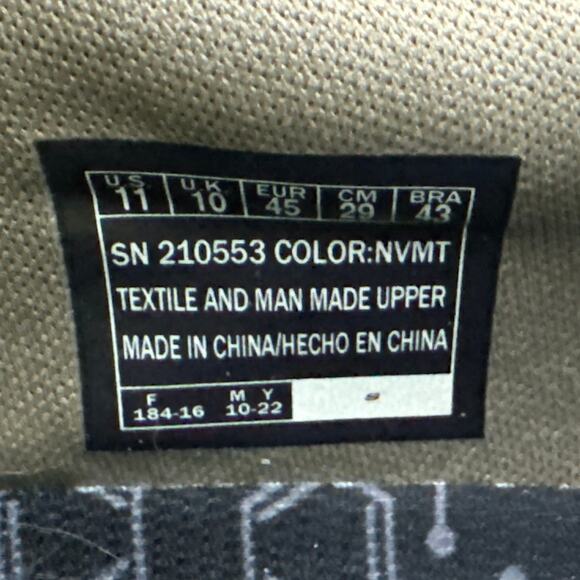 U.S. U.K EUR CM BRA
11 10 45 29 43
SN 210553 COLOR:NVMT
TEXTILE AND MAN MADE UPPER
MADE IN CHINA/HECHO EN CHINA
F M Y
184-16 10-22